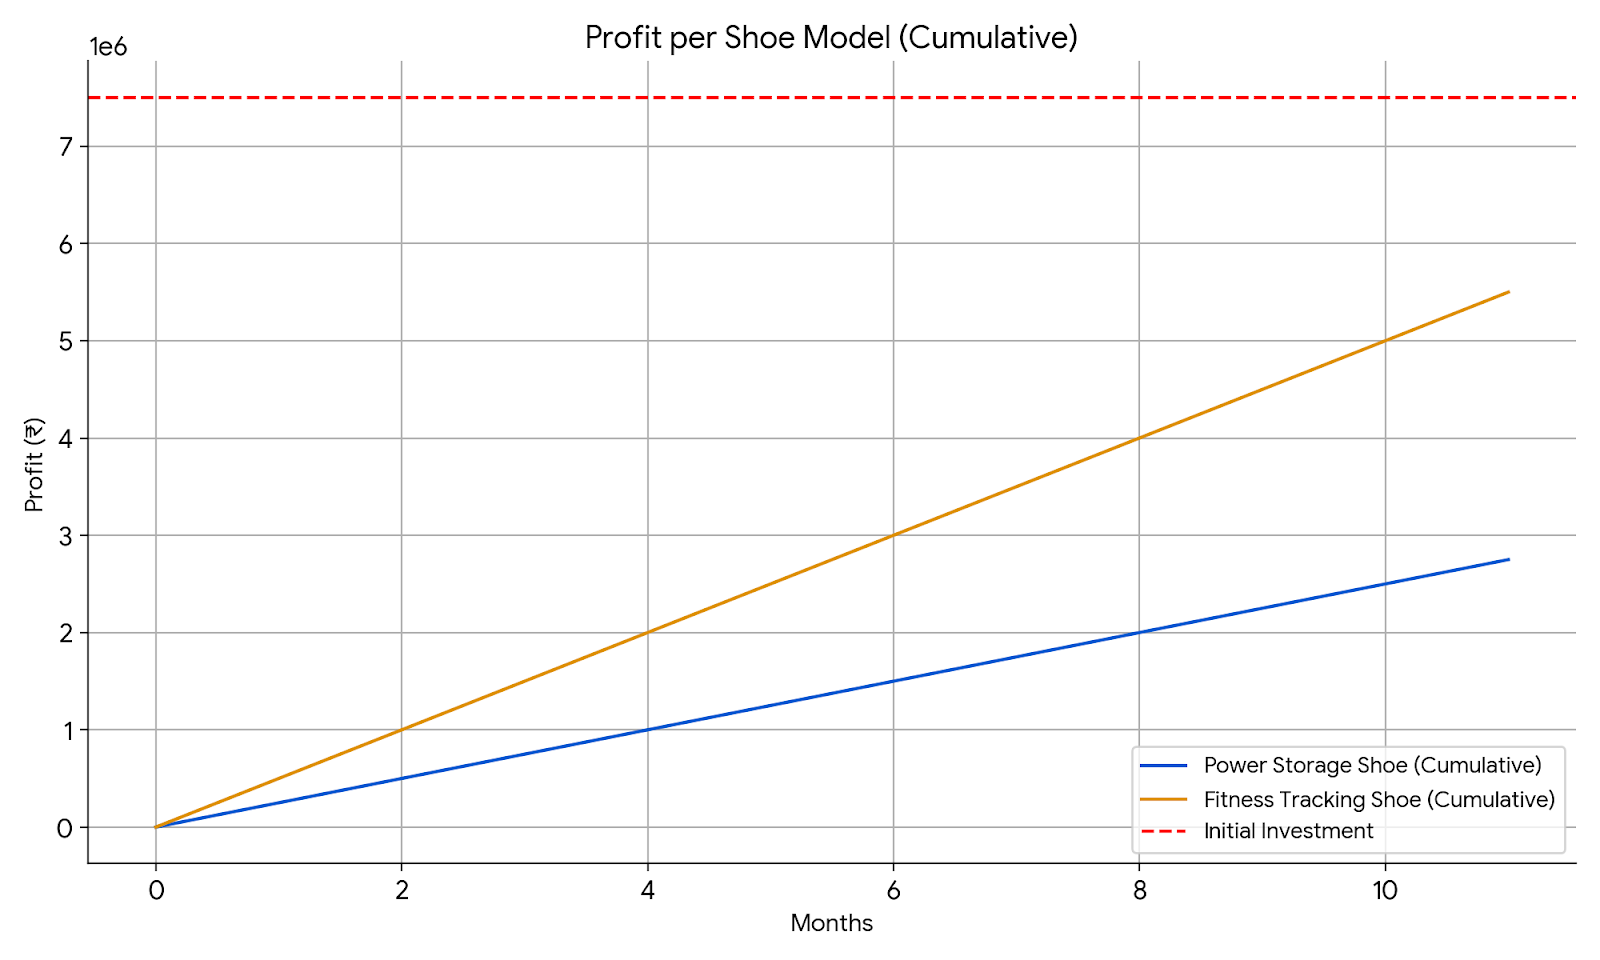 Profit per Shoe Model (Cumulative)
1e6
7
6
5
4
3
2
1
0
Profit (₹)
0 2 4 6 8 10
Months
Power Storage Shoe (Cumulative)
Fitness Tracking Shoe (Cumulative)
Initial Investment